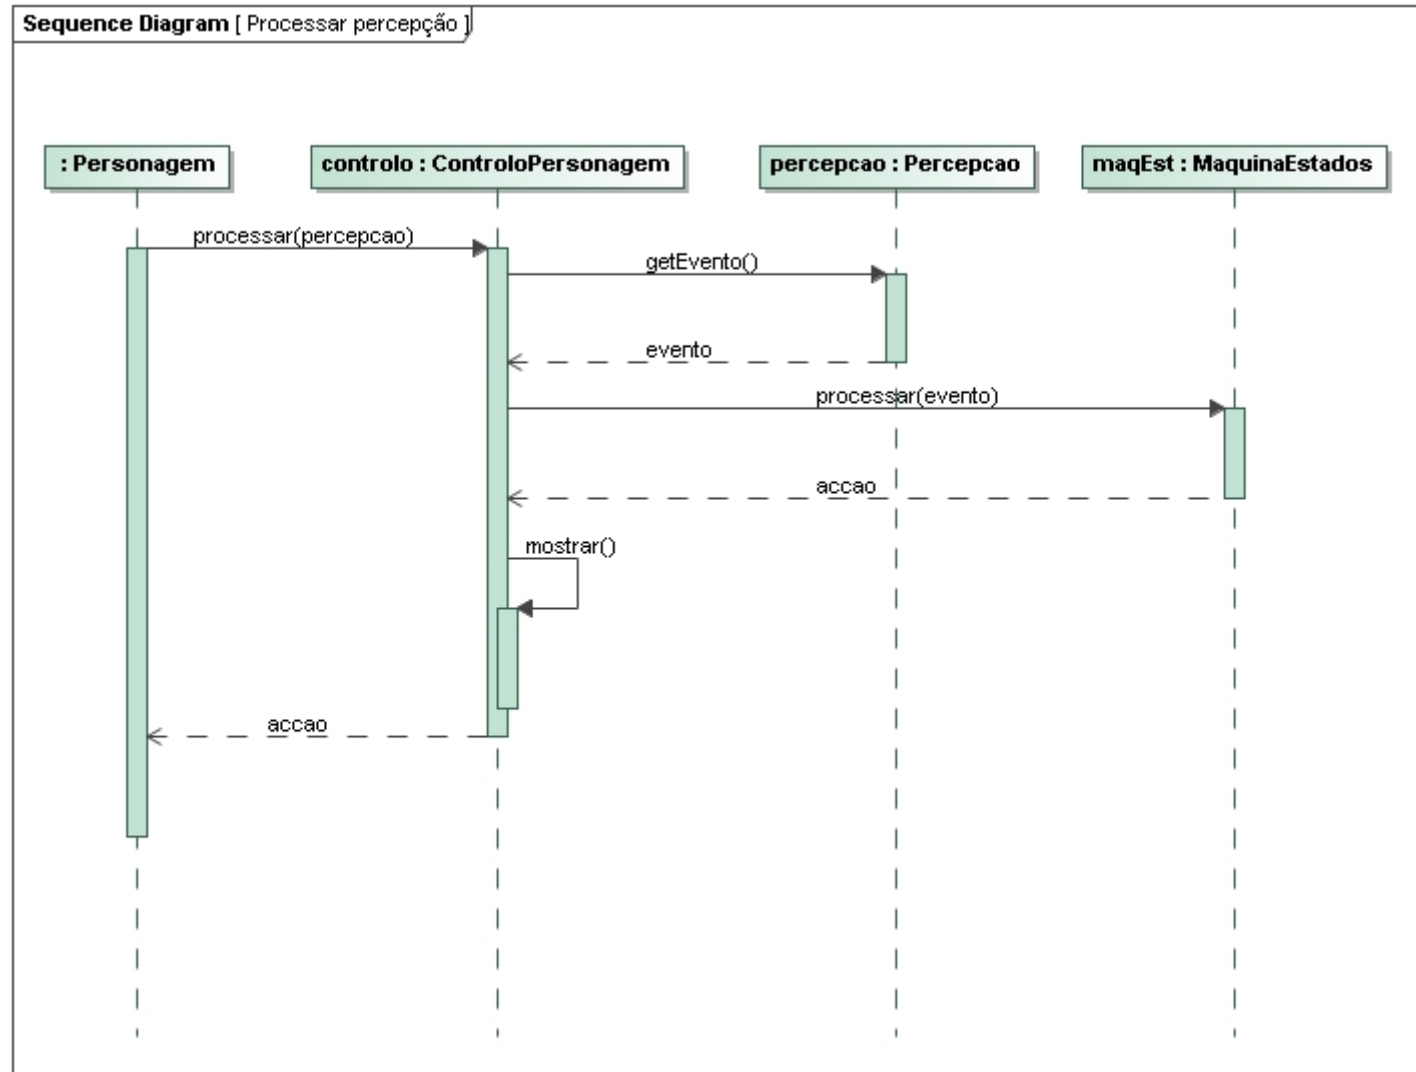 Sequence Diagram [ Processar percepção ]
: Personagem
controlo : ControloPersonagem
percepcao : Percepcao
maqEst : MaquinaEstados
processar(percepcao)
getEvento()
evento
processar(evento)
accao
mostrar()
accao